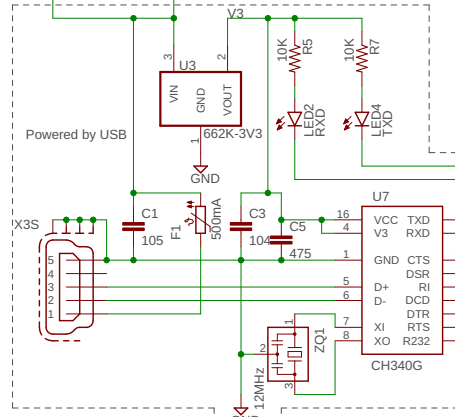 V3
10K
R5
10K
R7
3
2
U3
VIN
GND
VOUT
LED2
RXD
LED4
TXD
1
662K-3V3
Powered by USB
GND
U7
X3S
C1
105
F1
500mA
C3
104
C5
475
16
VCC
TXD
4
V3
RXD
5
4
3
2
1
1
GND
CTS
DSR
5
D+
RI
6
D-
DCD
DTR
7
XI
RTS
8
XO
R232
CH340G
1
2
3
ZQ1
12MHz